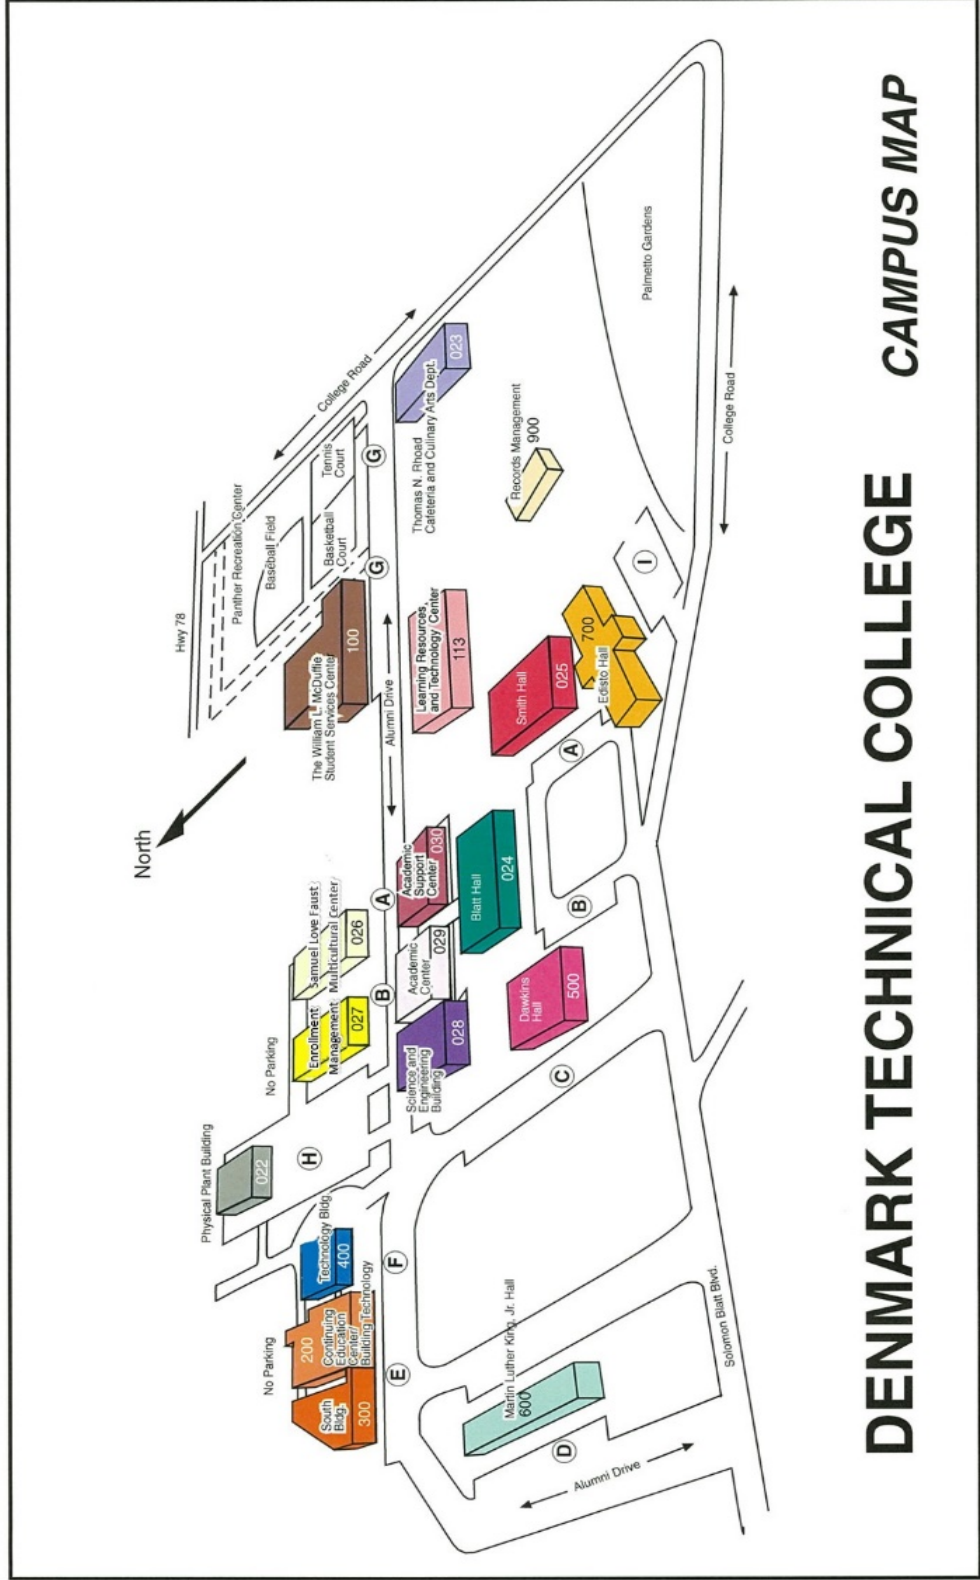 DENMARK TECHNICAL COLLEGE
CAMPUS MAP
North
Hwy 78
Panther Recreation Center
Baseball Field
Basketball
Court
Tennis
Court
College Road
G
G
The William L. McDuffie
Student Services Center
100
Alumni Drive
Thomas N. Rhoad
Cafeteria and Culinary Arts Dept.
023
Learning Resources,
and Technology Center
113
Records Management
900
Palmetto Gardens
College Road
I
Smith Hall
025
700
Edisto Hall
A
B
Physical Plant Building
022
H
No Parking
Enrollment
Management
027
Samuel Love Faust
Multicultural Center
026
B
A
Science and
Engineering
Building
028
Academic
Center
029
Academic
Support
Center
030
Blatt Hall
024
Dawkins
Hall
500
C
No Parking
South
Bldg.
300
200
Continuing
Education
Center/
Building Technology
Technology Bldg.
400
E
F
Martin Luther King, Jr. Hall
600
D
Alumni Drive
Solomon Blatt Blvd.